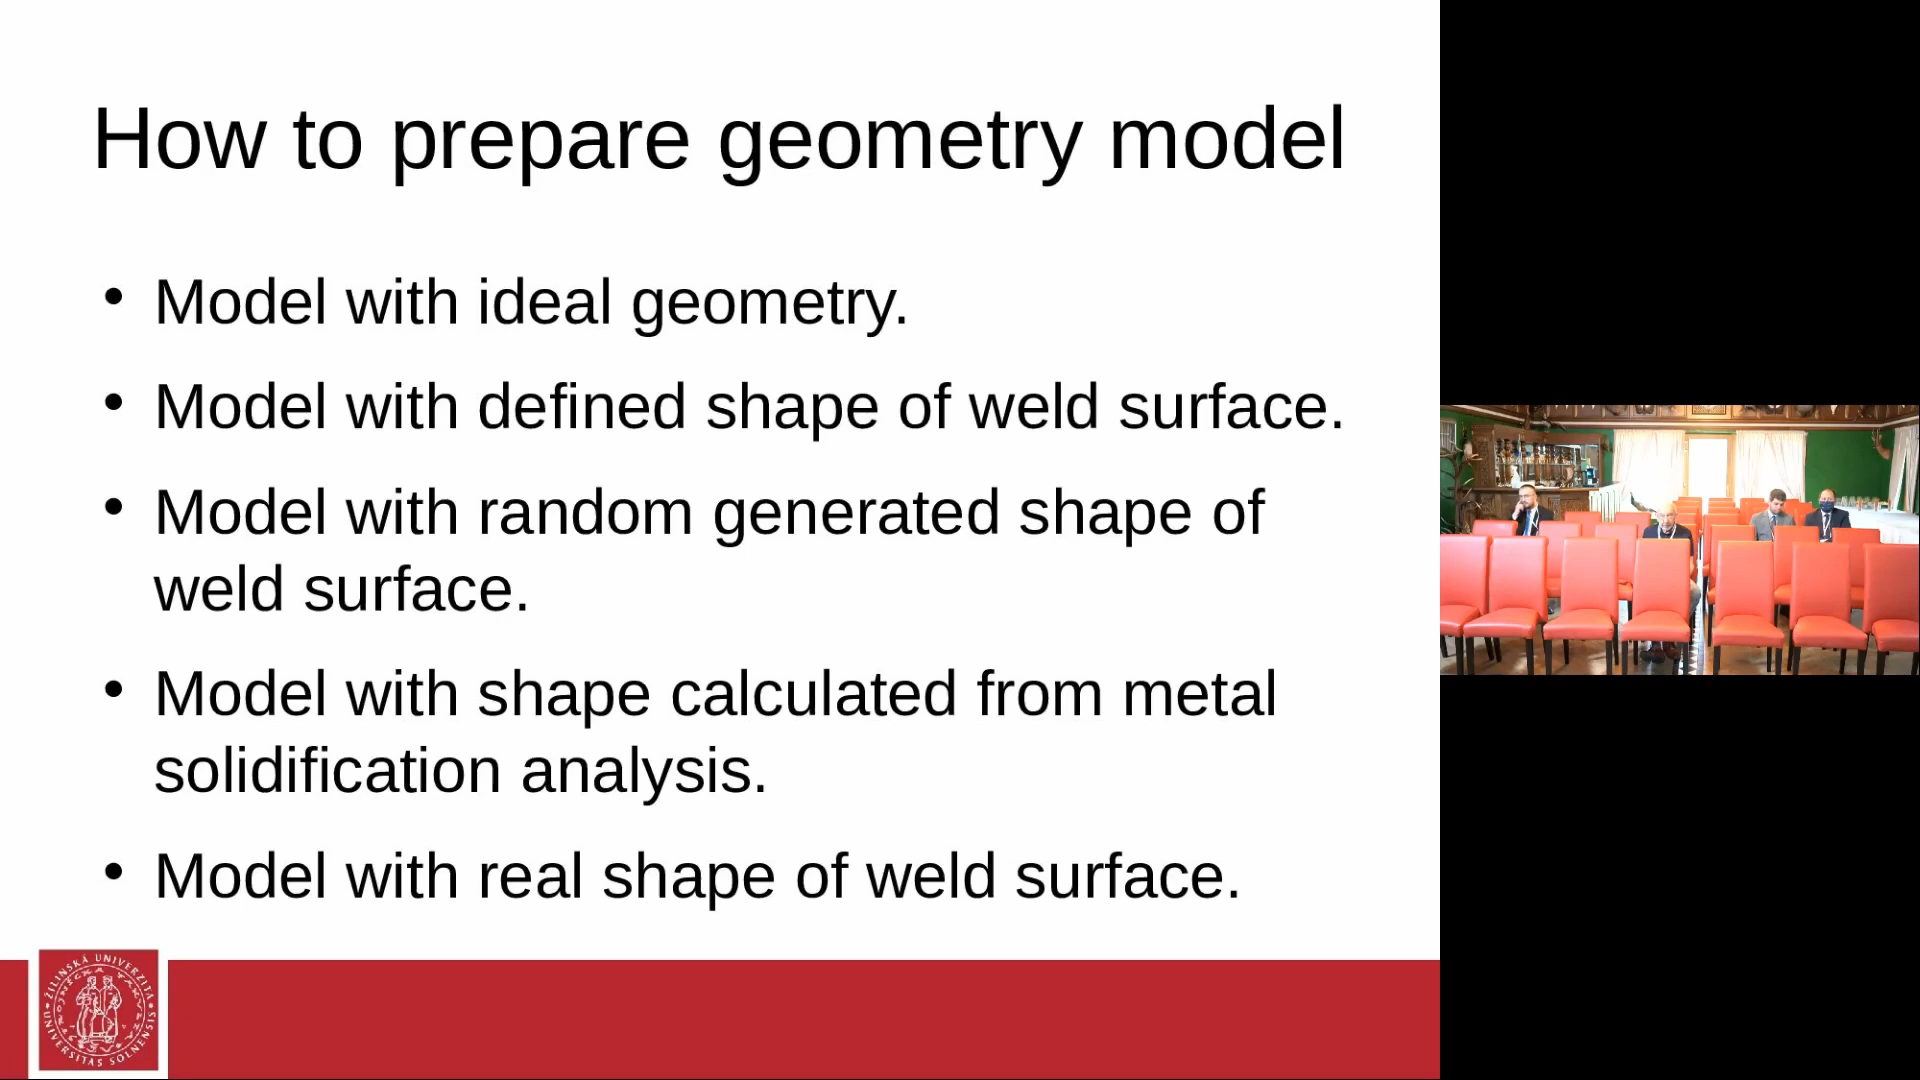 How to prepare geometry model
• Model with ideal geometry.
• Model with defined shape of weld surface.
• Model with random generated shape of
weld surface.
• Model with shape calculated from metal
solidification analysis.
• Model with real shape of weld surface.
ŽILINSKÁ UNIVERZITA
UNIVERSITAS SOLNENSIS